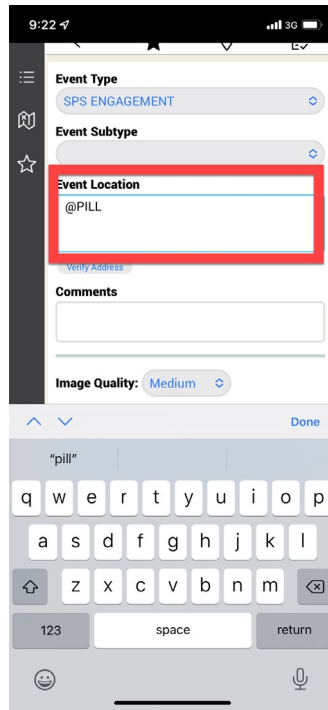 9:22
3G
Event Type
SPS ENGAGEMENT
Event Subtype
Event Location
@PILL
Verify Address
Comments
Image Quality: Medium
Done
"pill"
q w e r t y u i o p
a s d f g h j k l
z x c v b n m
123 space return